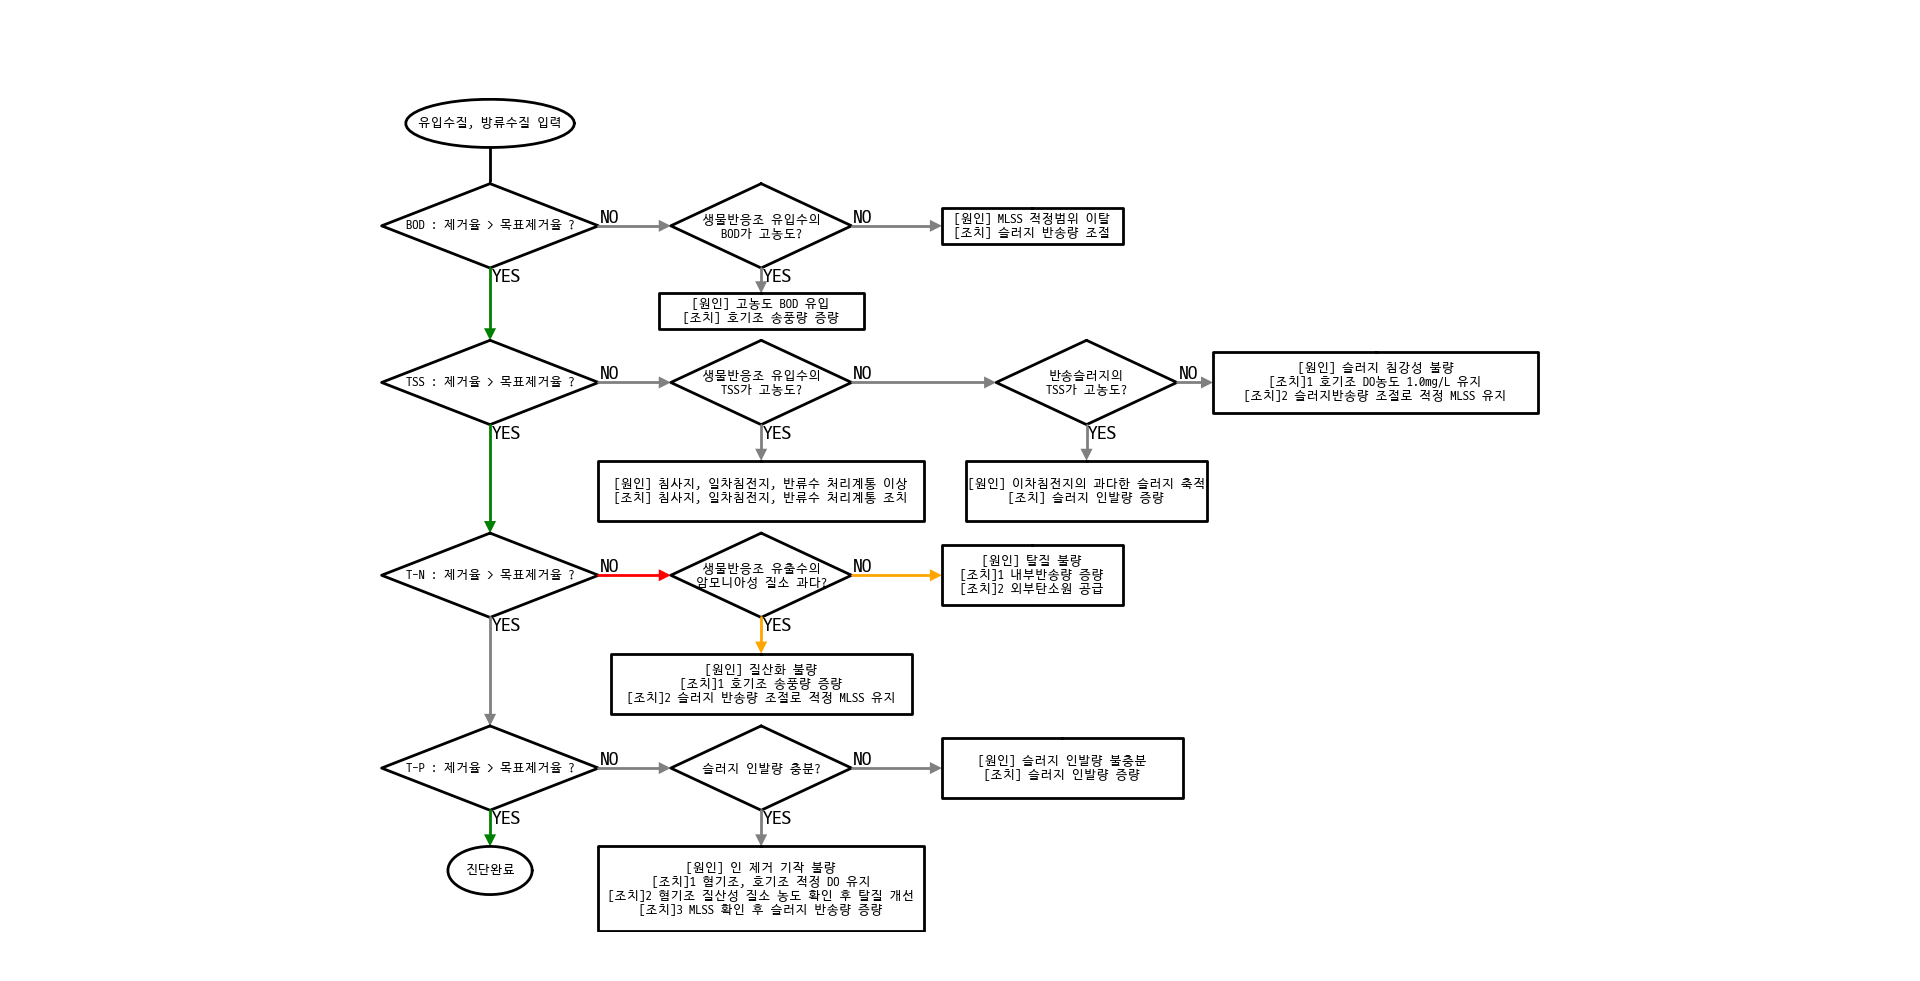 유입수질, 방류수질 입력
BOD : 제거율 > 목표제거율 ?
NO
생물반응조 유입수의
BOD가 고농도?
NO
[원인] MLSS 적정범위 이탈
[조치] 슬러지 반송량 조절
YES
YES
[원인] 고농도 BOD 유입
[조치] 호기조 송풍량 증량
TSS : 제거율 > 목표제거율 ?
NO
생물반응조 유입수의
TSS가 고농도?
NO
반송슬러지의
TSS가 고농도?
NO
[원인] 슬러지 침강성 불량
[조치]1 호기조 DO농도 1.0mg/L 유지
[조치]2 슬러지반송량 조절로 적정 MLSS 유지
YES
YES
YES
[원인] 침사지, 일차침전지, 반류수 처리계통 이상
[조치] 침사지, 일차침전지, 반류수 처리계통 조치
[원인] 이차침전지의 과다한 슬러지 축적
[조치] 슬러지 인발량 증량
T-N : 제거율 > 목표제거율 ?
NO
생물반응조 유출수의
암모니아성 질소 과다?
NO
[원인] 탈질 불량
[조치]1 내부반송량 증량
[조치]2 외부탄소원 공급
YES
YES
[원인] 질산화 불량
[조치]1 호기조 송풍량 증량
[조치]2 슬러지 반송량 조절로 적정 MLSS 유지
T-P : 제거율 > 목표제거율 ?
NO
슬러지 인발량 충분?
NO
[원인] 슬러지 인발량 불충분
[조치] 슬러지 인발량 증량
YES
YES
진단완료
[원인] 인 제거 기작 불량
[조치]1 혐기조, 호기조 적정 DO 유지
[조치]2 혐기조 질산성 질소 농도 확인 후 탈질 개선
[조치]3 MLSS 확인 후 슬러지 반송량 증량